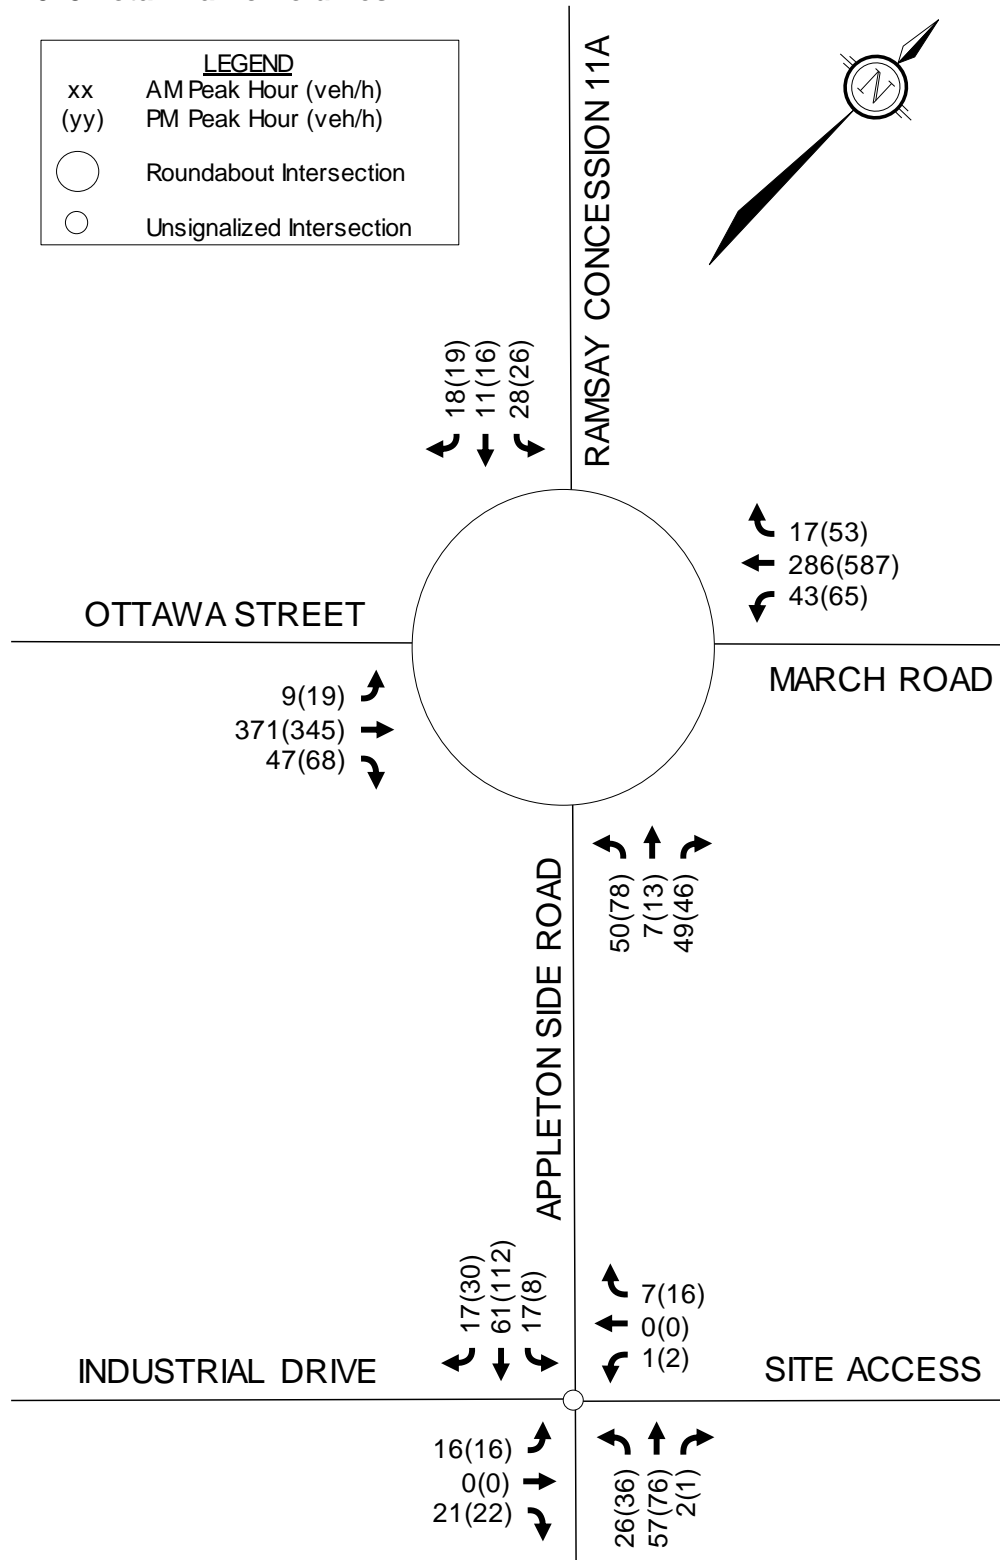 LEGEND
xx AM Peak Hour (veh/h)
(yy) PM Peak Hour (veh/h)
Roundabout Intersection
Unsignalized Intersection
N
RAMSAY CONCESSION 11A
18(19)
11(16)
28(26)
17(53)
286(587)
43(65)
OTTAWA STREET
MARCH ROAD
9(19)
371(345)
47(68)
50(78)
7(13)
49(46)
APPLETON SIDE ROAD
17(30)
61(112)
17(8)
7(16)
0(0)
1(2)
INDUSTRIAL DRIVE
SITE ACCESS
16(16)
0(0)
21(22)
26(36)
57(76)
2(1)